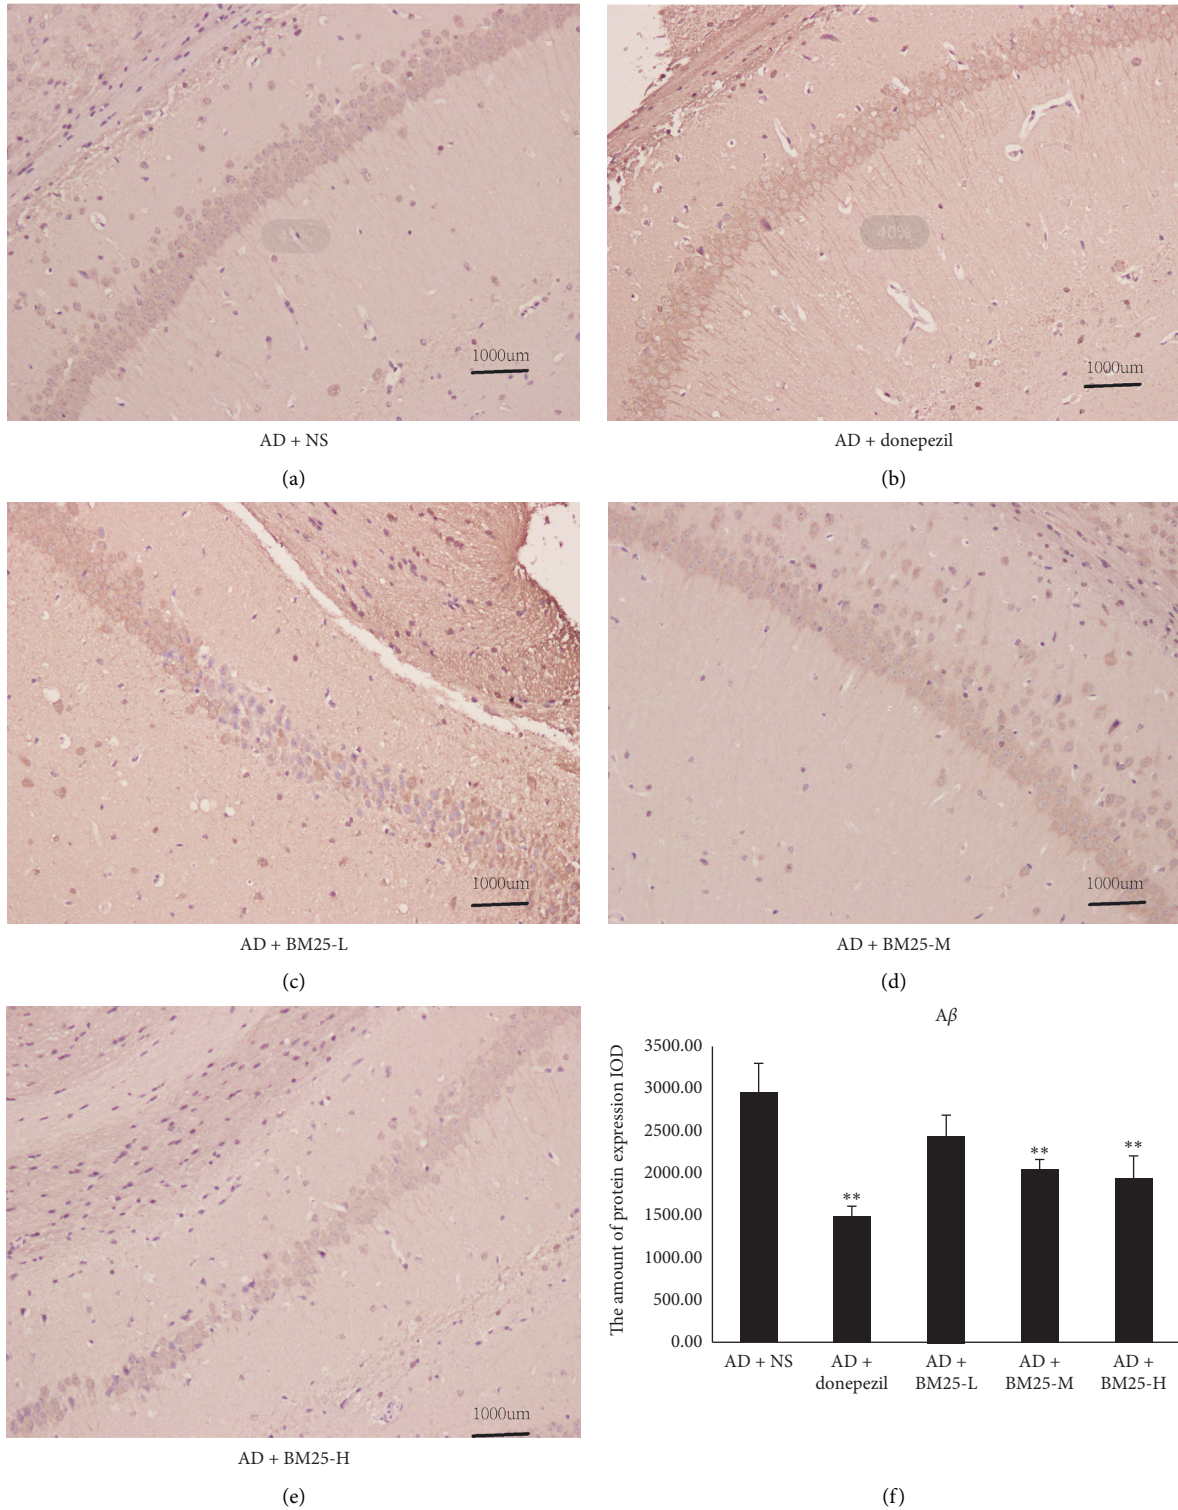 1000um
AD + NS
(a)
40%
1000um
AD + donepezil
(b)
1000um
AD + BM25-L
(c)
1000um
AD + BM25-M
(d)
1000um
AD + BM25-H
(e)
Aβ
The amount of protein expression IOD
3500.00
3000.00
2500.00
2000.00
1500.00
1000.00
500.00
0.00
**
**
**
AD + NS
AD +
donepezil
AD +
BM25-L
AD +
BM25-M
AD +
BM25-H
(f)